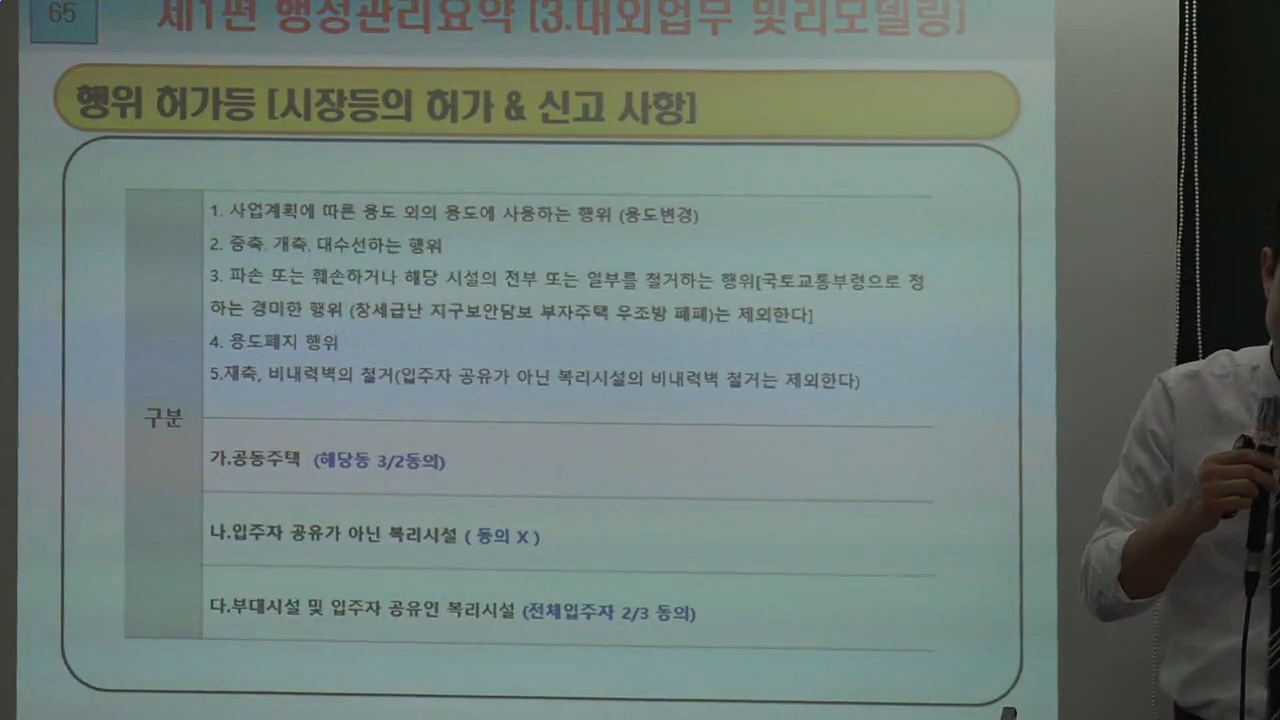 65
제1편 행정관리요약 [3.대외업무 및리모델링]
행위 허가등 [시장등의 허가 & 신고 사항]
1. 사업계획에 따른 용도 외의 용도에 사용하는 행위 (용도변경)
2. 증축. 개축. 대수선하는 행위
3. 파손 또는 훼손하거나 해당 시설의 전부 또는 일부를 철거하는 행위[국토교통부령으로 정
하는 경미한 행위 (창세급난 지구보안담보 부자주택 우조방 폐폐)는 제외한다]
4. 용도폐지 행위
5.재축, 비내력벽의 철거(입주자 공유가 아닌 복리시설의 비내력벽 철거는 제외한다)
구분
가.공동주택 (해당동 3/2동의)
나.입주자 공유가 아닌 복리시설 ( 동의 X )
다.부대시설 및 입주자 공유인 복리시설 (전체입주자 2/3 동의)